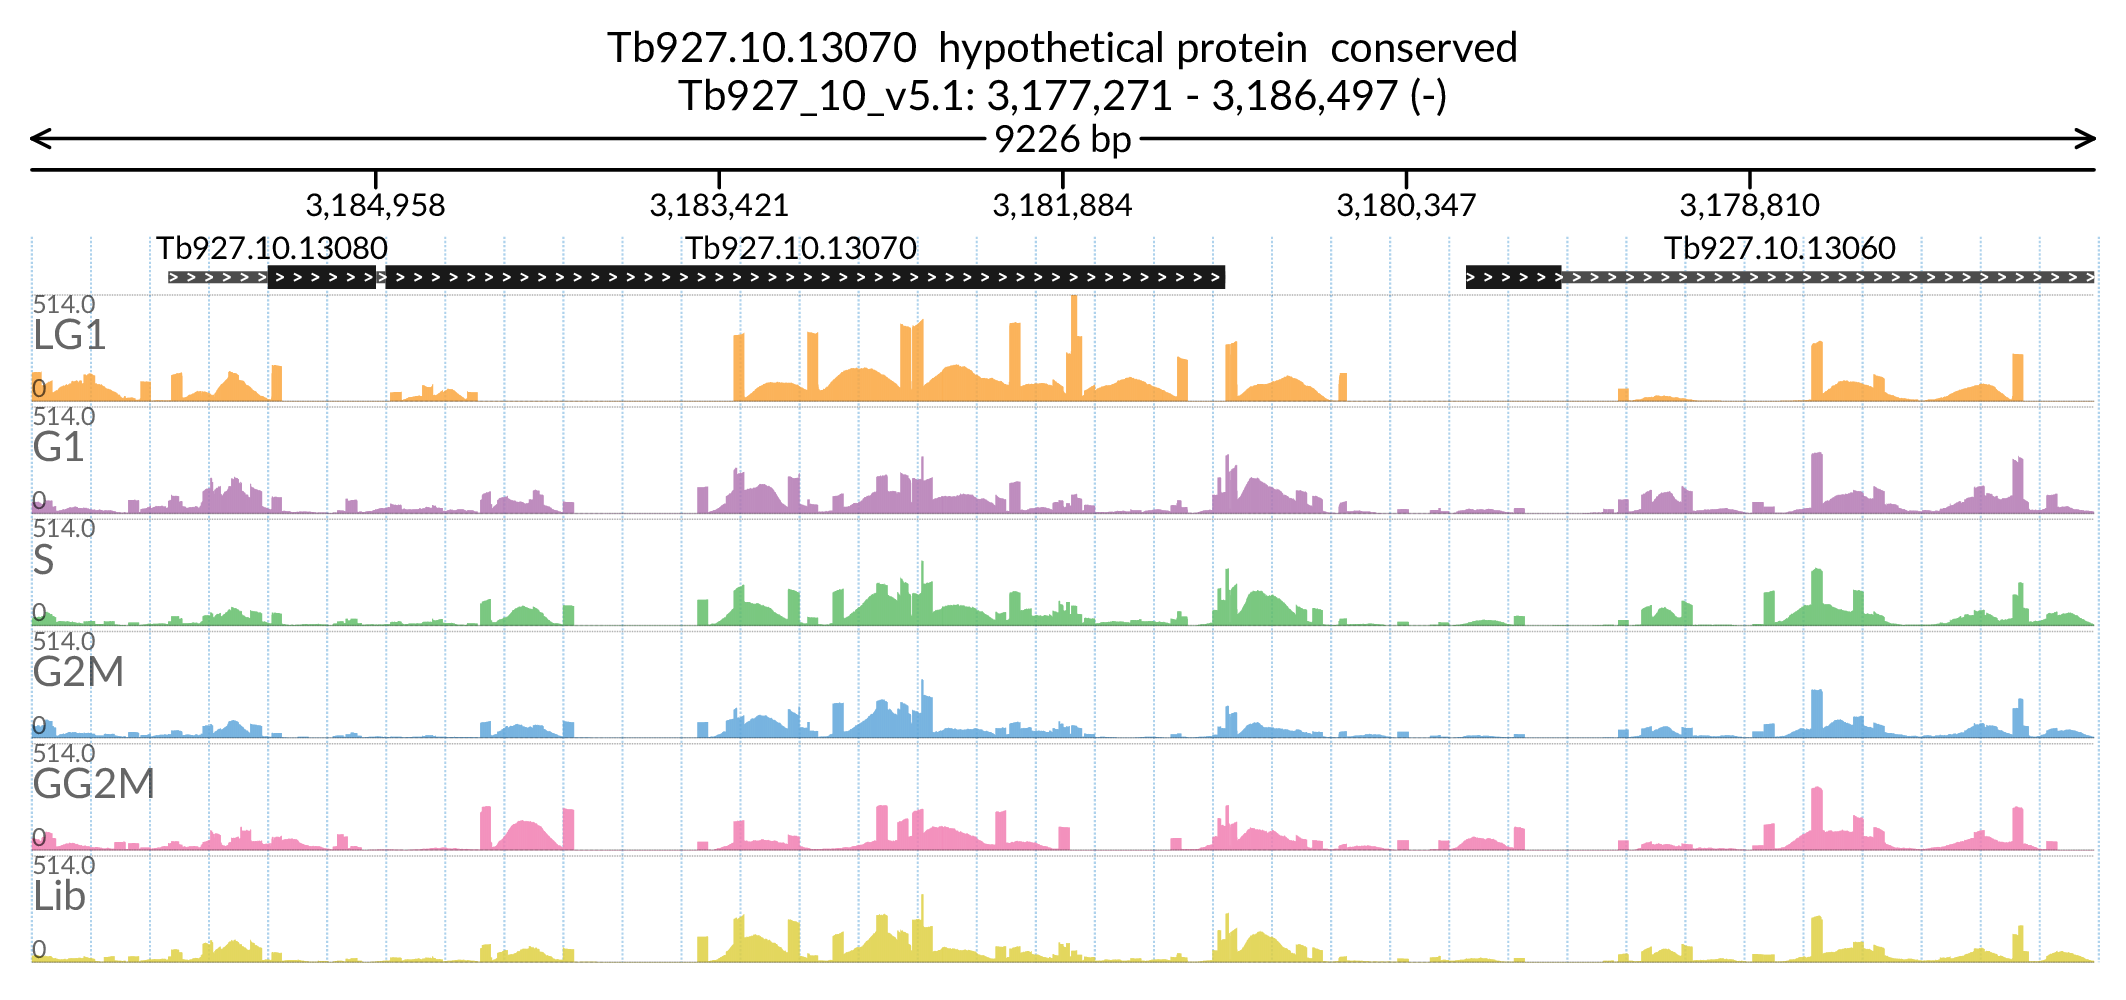 Tb927.10.13070 hypothetical protein conserved
Tb927_10_v5.1: 3,177,271 - 3,186,497 (-)
9226 bp
3,184,958 3,183,421 3,181,884 3,180,347 3,178,810
Tb927.10.13080 Tb927.10.13070 Tb927.10.13060
514.0
LG1
0
514.0
G1
0
514.0
S
0
514.0
G2M
0
514.0
GG2M
0
514.0
Lib
0